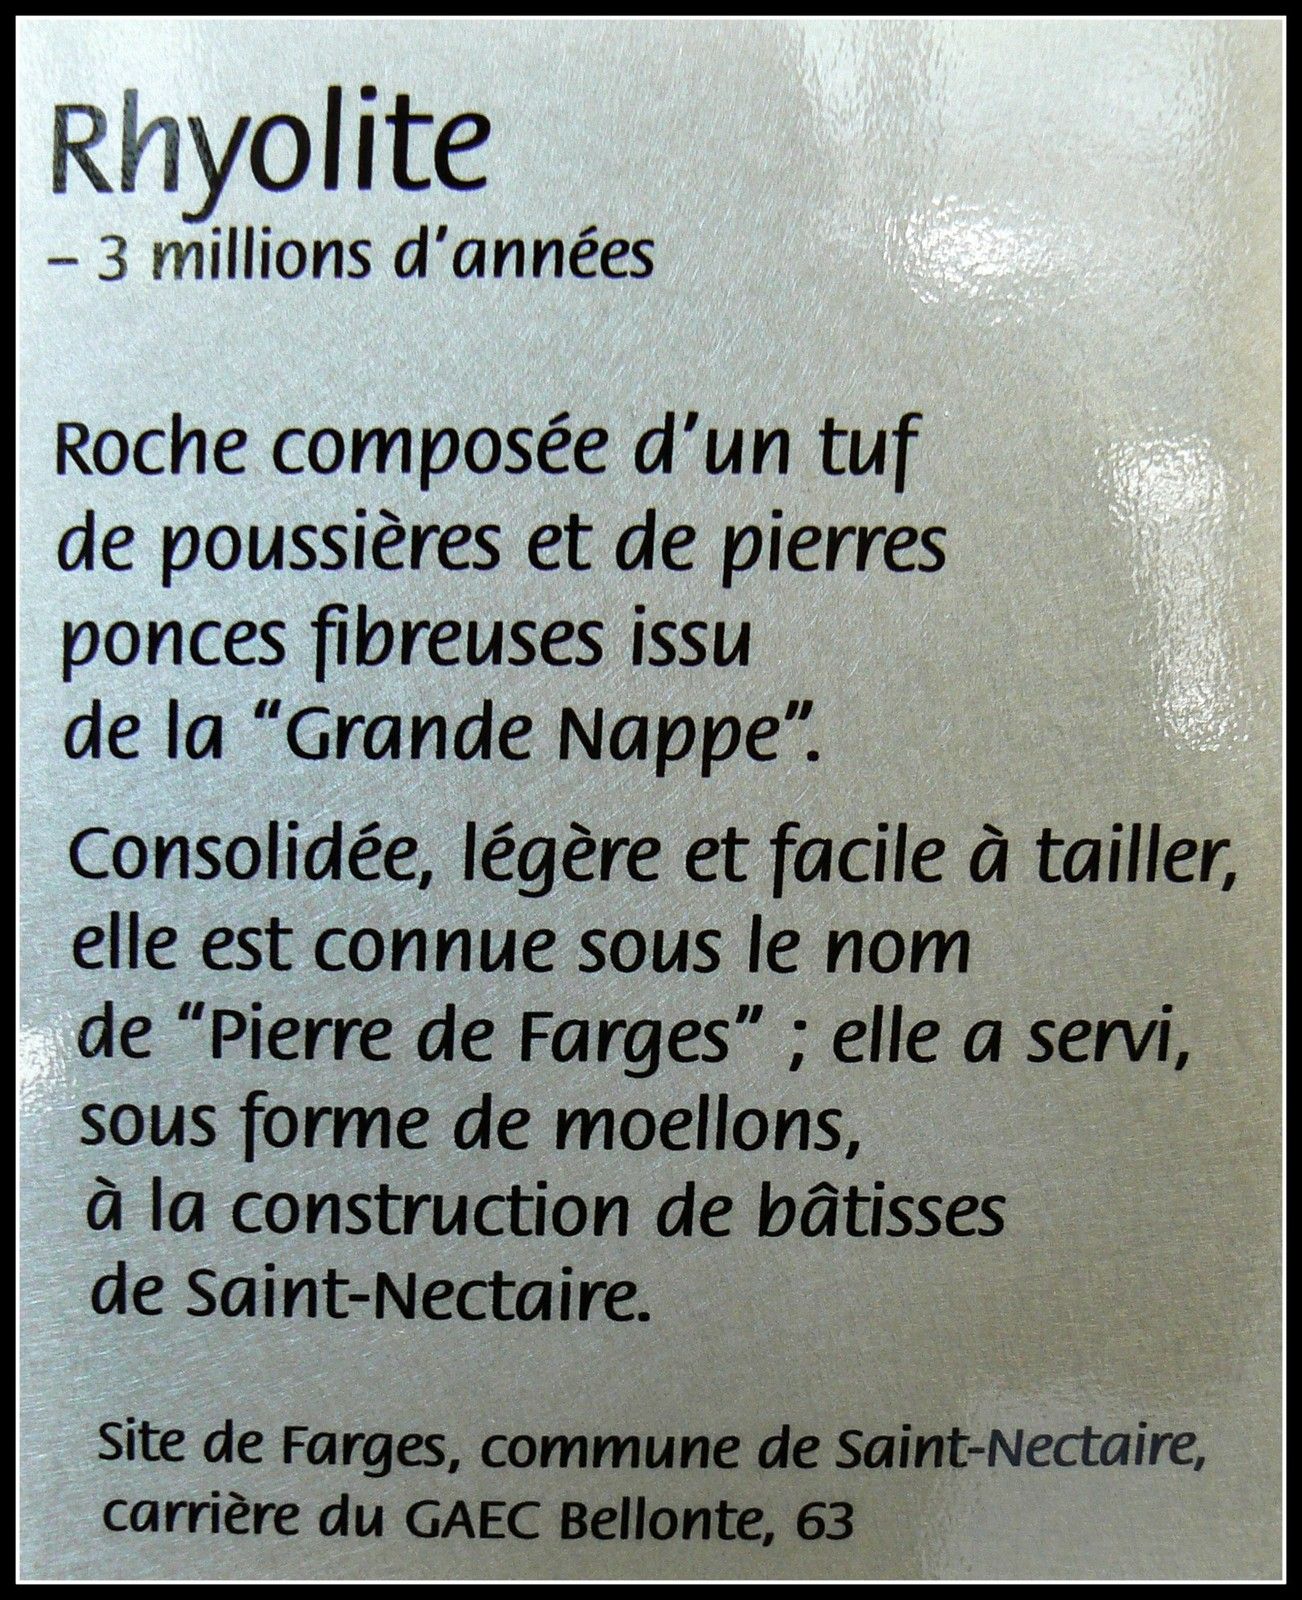 Rhyolite
– 3 millions d’années
Roche composée d’un tuf
de poussières et de pierres
ponces fibreuses issu
de la “Grande Nappe”.
Consolidée, légère et facile à tailler,
elle est connue sous le nom
de “Pierre de Farges” ; elle a servi,
sous forme de moellons,
à la construction de bâtisses
de Saint-Nectaire.
Site de Farges, commune de Saint-Nectaire,
carrière du GAEC Bellonte, 63